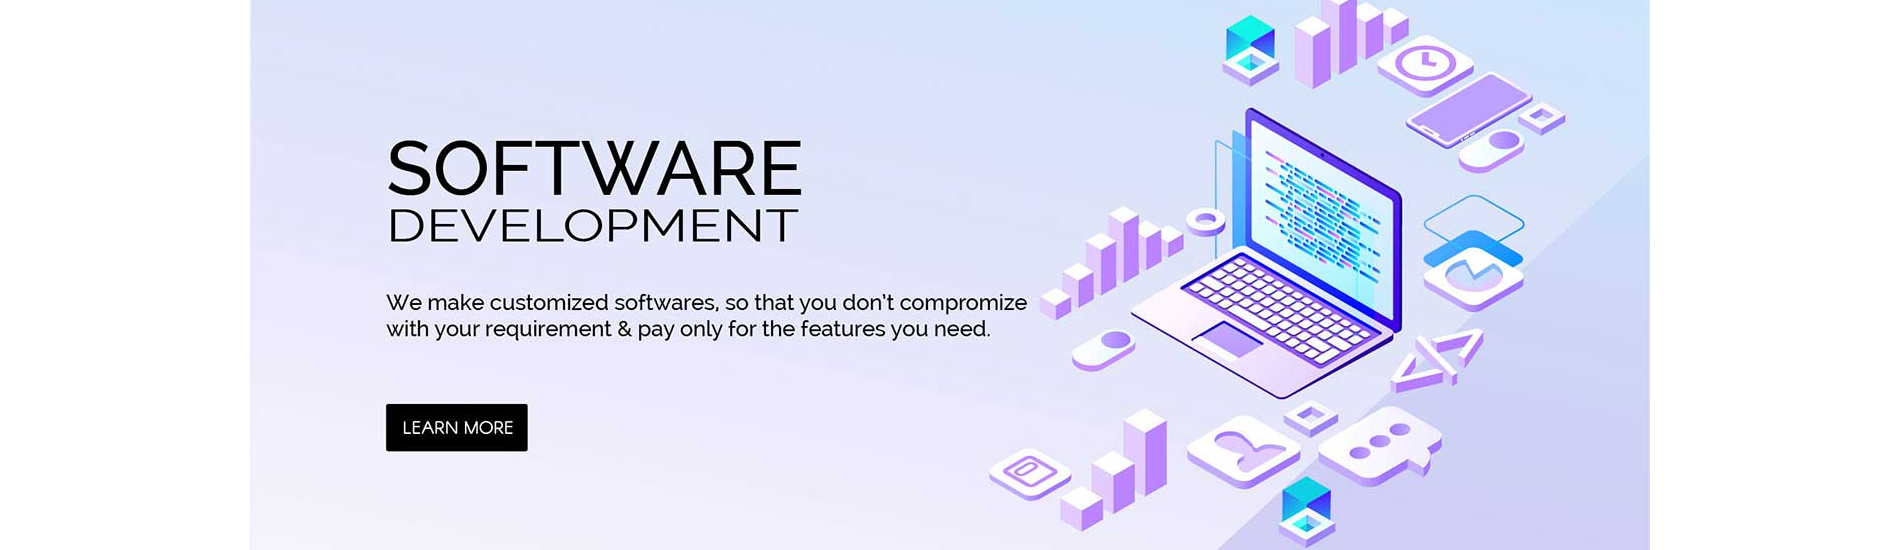 SOFTWARE
DEVELOPMENT
We make customized softwares, so that you don't compromize
with your requirement & pay only for the features you need.
LEARN MORE